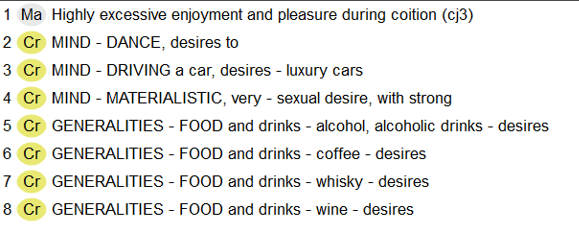 1 Ma Highly excessive enjoyment and pleasure during coition (cj3)
2 Cr MIND - DANCE, desires to
3 Cr MIND - DRIVING a car, desires - luxury cars
4 Cr MIND - MATERIALISTIC, very - sexual desire, with strong
5 Cr GENERALITIES - FOOD and drinks - alcohol, alcoholic drinks - desires
6 Cr GENERALITIES - FOOD and drinks - coffee - desires
7 Cr GENERALITIES - FOOD and drinks - whisky - desires
8 Cr GENERALITIES - FOOD and drinks - wine - desires